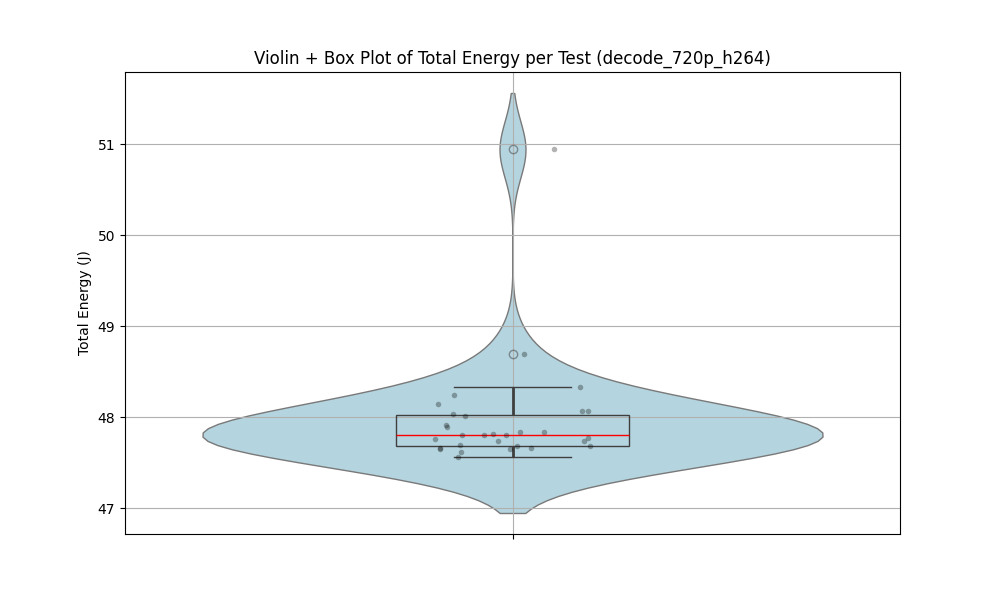 Violin + Box Plot of Total Energy per Test (decode_720p_h264)
51
50
49
48
47
Total Energy (J)